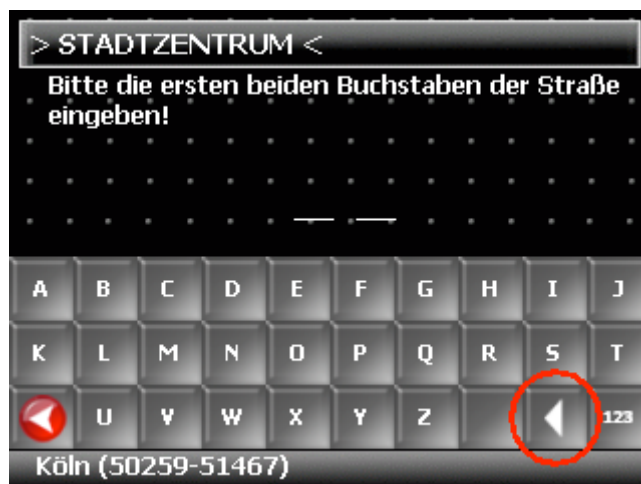 > STADTZENTRUM <
Bitte die ersten beiden Buchstaben der Straße
eingeben!
A B C D E F G H I J
K L M N O P Q R S T
U V W X Y Z 123
Köln (50259-51467)